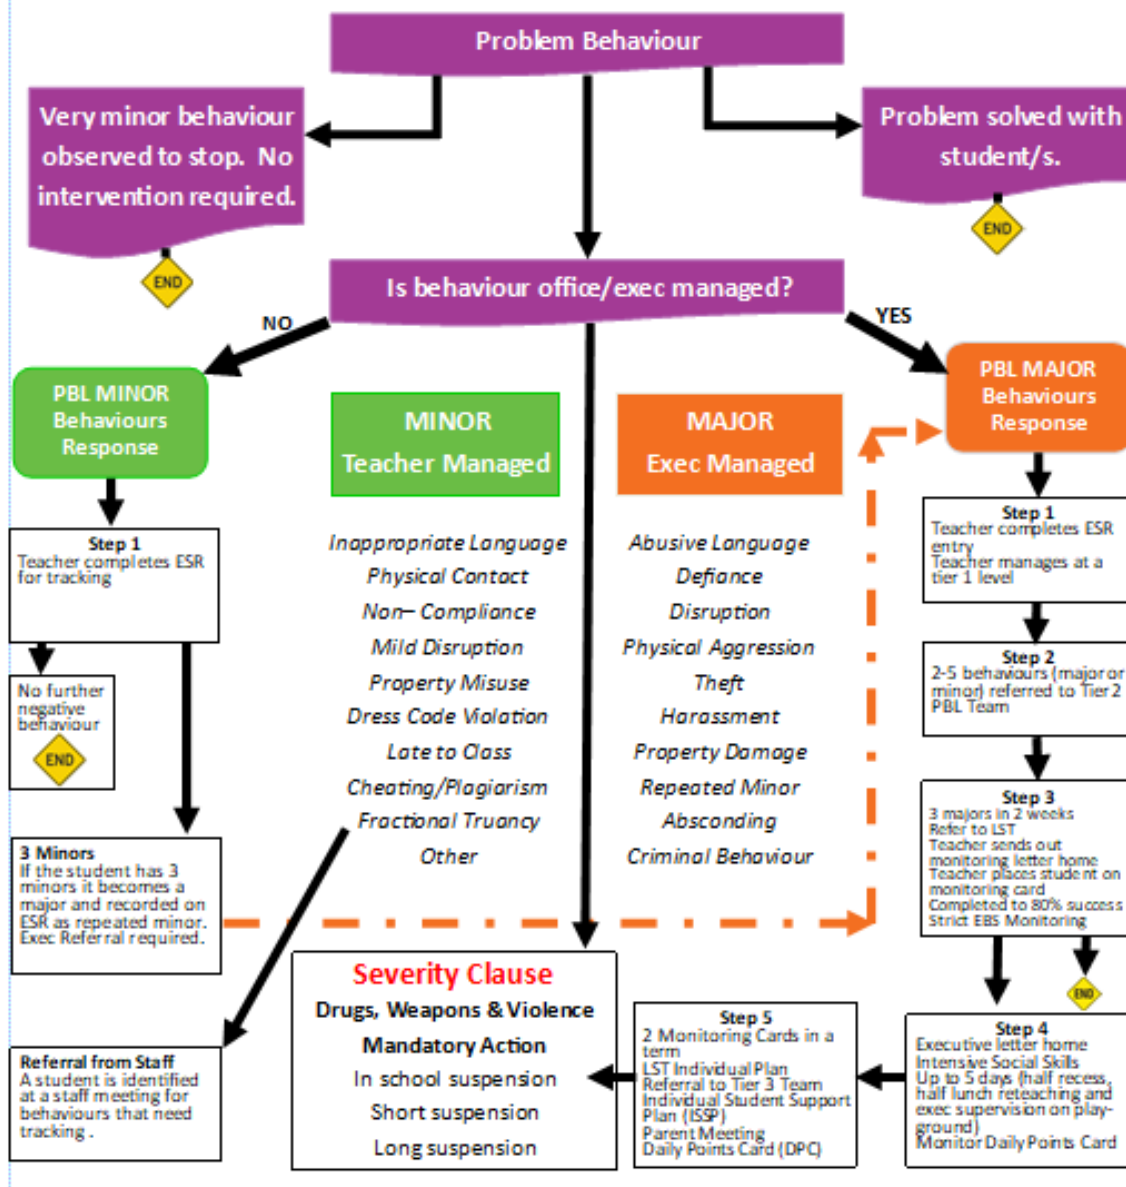 Problem Behaviour
Very minor behaviour
observed to stop.  No
intervention required.
END
Problem solved with
student/s.
END
Is behaviour office/exec managed?
NO
YES
PBL MINOR
Behaviours
Response
MINOR
Teacher Managed
MAJOR
Exec Managed
PBL MAJOR
Behaviours
Response
Step 1
Teacher completes ESR
for tracking
No further
negative
behaviour
END
3 Minors
If the student has 3
minors it becomes a
major and recorded on
ESR as repeated minor.
Exec Referral required.
Referral from Staff
A student is identified
at a staff meeting for
behaviours that need
tracking .
Inappropriate Language
Physical Contact
Non– Compliance
Mild Disruption
Property Misuse
Dress Code Violation
Late to Class
Cheating/Plagiarism
Fractional Truancy
Other
Abusive Language
Defiance
Disruption
Physical Aggression
Theft
Harassment
Property Damage
Repeated Minor
Absconding
Criminal Behaviour
Step 1
Teacher completes ESR
entry
Teacher manages at a
tier 1 level
Step 2
2-5 behaviours (major or
minor) referred to Tier 2
PBL Team
Step 3
3 majors in 2 weeks
Refer to LST
Teacher sends out
monitoring letter home
Teacher places student on
monitoring card
Completed to 80% success
Strict EBS Monitoring
END
Step 4
Executive letter home
Intensive Social Skills
Up to 5 days (half recess,
half lunch reteaching and
exec supervision on play-
ground)
Monitor Daily Points Card
Step 5
2 Monitoring Cards in a
term
LST Individual Plan
Referral to Tier 3 Team
Individual Student Support
Plan (ISSP)
Parent Meeting
Daily Points Card (DPC)
Severity Clause
Drugs, Weapons & Violence
Mandatory Action
In school suspension
Short suspension
Long suspension